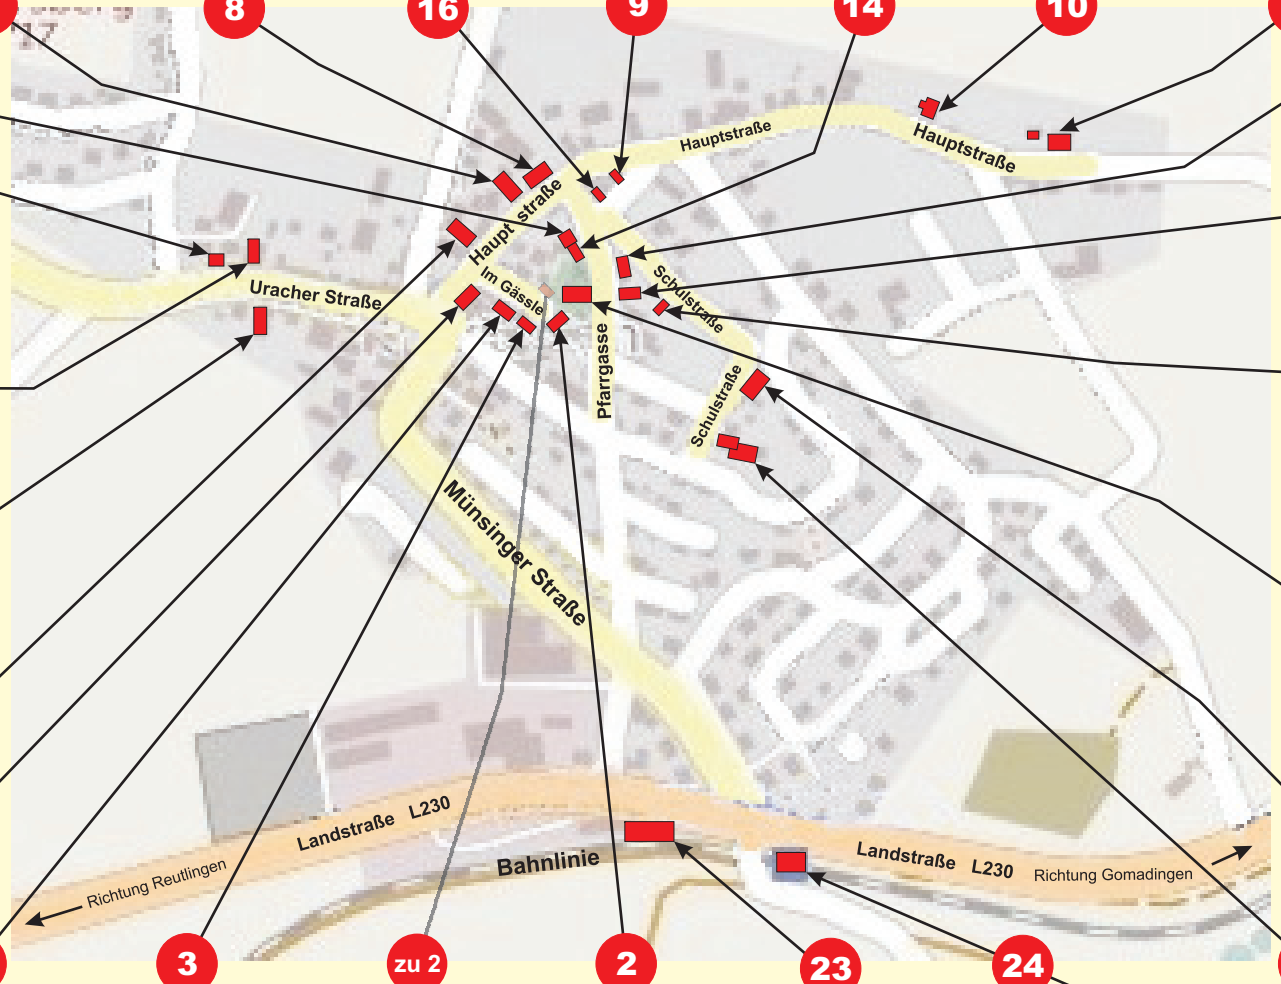 8
16
9
14
10
17
Hauptstraße
Hauptstraße
Haupt straße
Im Gässle
Uracher Straße
Schulstraße
Pfarrgasse
Schulstraße
Münsinger Straße
Landstraße L230
Bahnlinie
Landstraße L230
Richtung Gomadingen
Richtung Reutlingen
3
zu 2
2
23
24